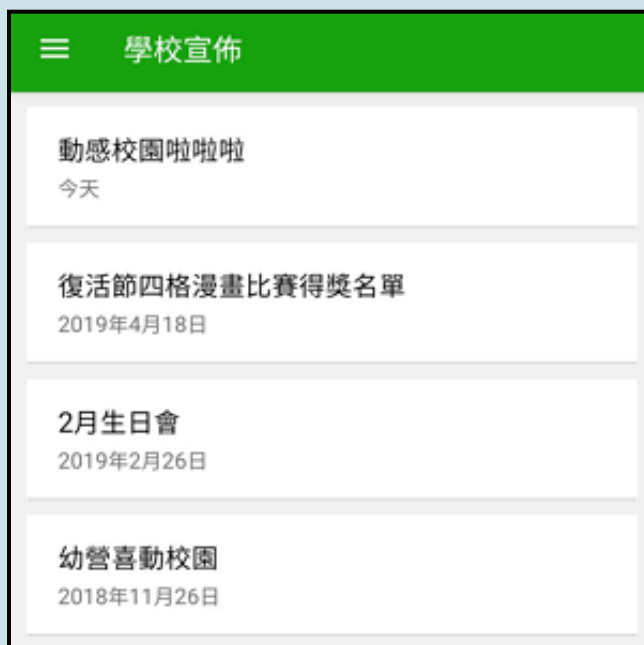 學校宣佈
動感校園啦啦啦
今天
復活節四格漫畫比賽得獎名單
2019年4月18日
2月生日會
2019年2月26日
幼營喜動校園
2018年11月26日